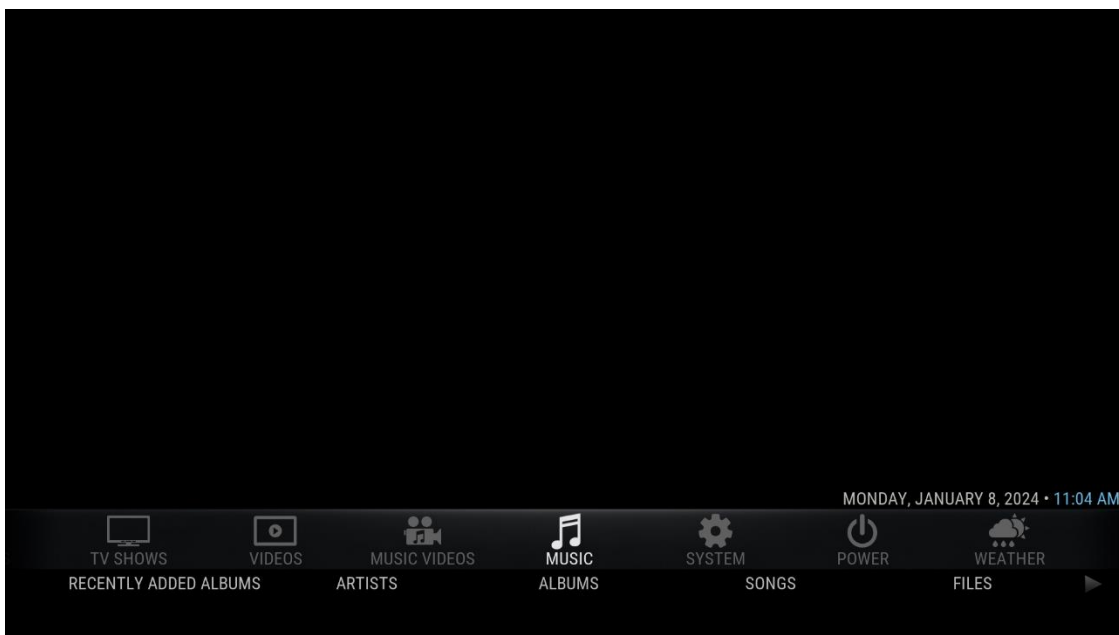 MONDAY, JANUARY 8, 2024 • 11:04 AM
TV SHOWS VIDEOS MUSIC VIDEOS MUSIC SYSTEM POWER WEATHER
RECENTLY ADDED ALBUMS ARTISTS ALBUMS SONGS FILES